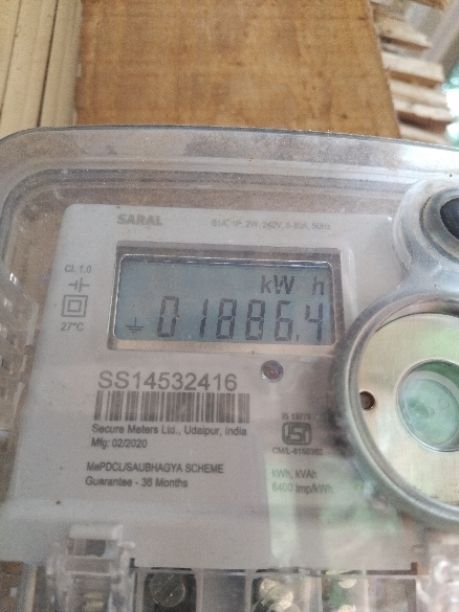 SARAL
CL 1.0
27°C
kW h
01886.4
SS14532416
Secure Meters Ltd., Udaipur, India
Mfg: 02/2020
MePDCL/SAUBHAGYA SCHEME
Guarantee - 36 Months
kWh, kVAh
6400 imp/kWh